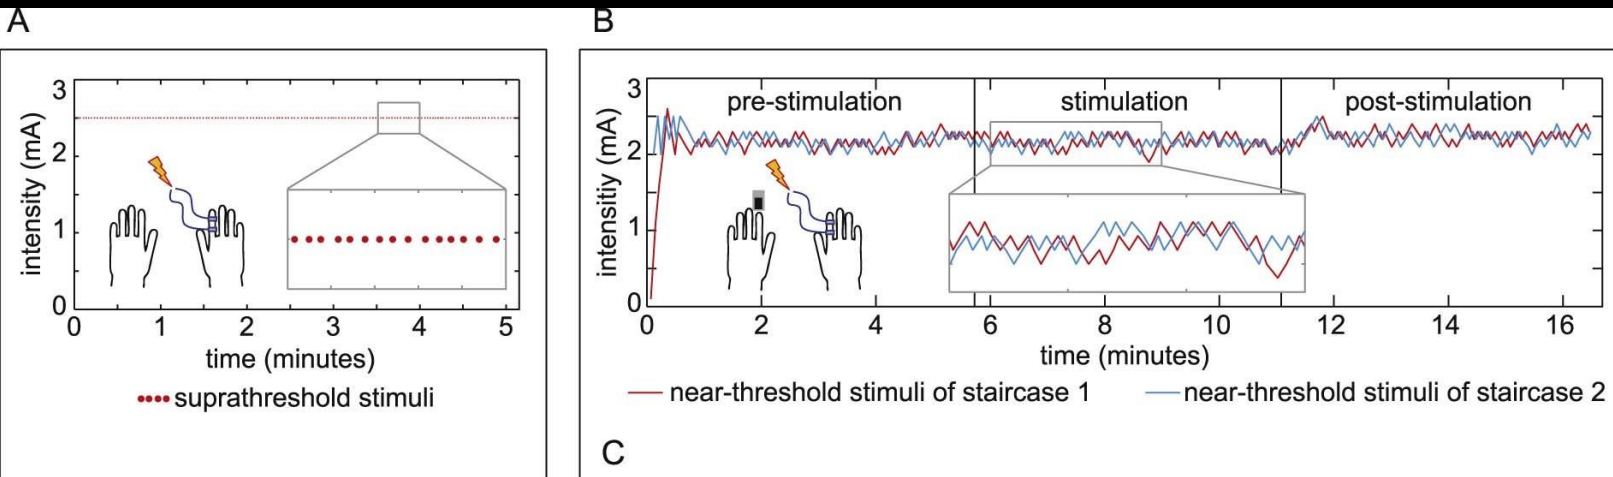 A
intensity (mA)
3
2
1
0
0 1 2 3 4 5
time (minutes)
suprathreshold stimuli
B
intensitiy (mA)
3
2
1
0
pre-stimulation stimulation post-stimulation
0 2 4 6 8 10 12 14 16
time (minutes)
near-threshold stimuli of staircase 1 near-threshold stimuli of staircase 2
C